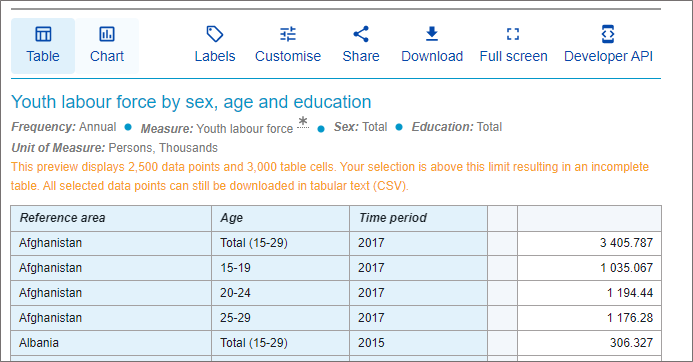 Table Chart Labels Customise Share Download Full screen Developer API
Youth labour force by sex, age and education
Frequency: Annual ● Measure: Youth labour force * ● Sex: Total ● Education: Total
Unit of Measure: Persons, Thousands
This preview displays 2,500 data points and 3,000 table cells. Your selection is above this limit resulting in an incomplete
table. All selected data points can still be downloaded in tabular text (CSV).
Reference area Age Time period
Afghanistan Total (15-29) 2017 3 405.787
Afghanistan 15-19 2017 1 035.067
Afghanistan 20-24 2017 1 194.44
Afghanistan 25-29 2017 1 176.28
Albania Total (15-29) 2015 306.327